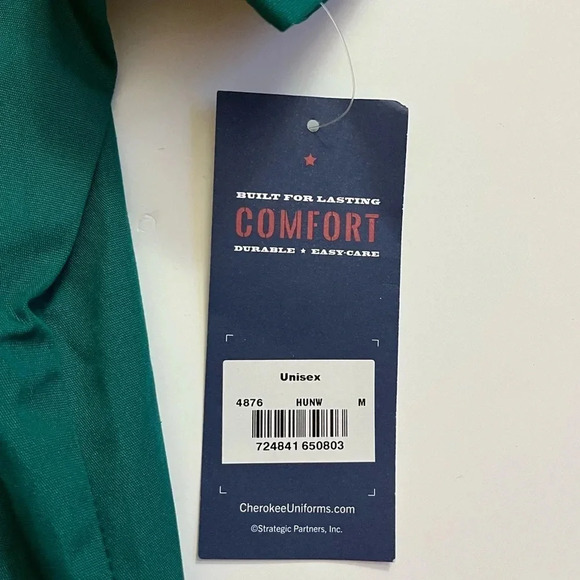 BUILT FOR LASTING
COMFORT
DURABLE ★ EASY-CARE
Unisex
4876 HUNW M
724841 650803
CherokeeUniforms.com
©Strategic Partners, Inc.